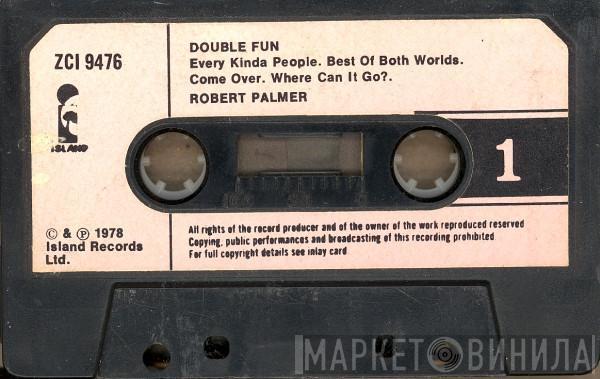 ZCI 9476
DOUBLE FUN
Every Kinda People. Best Of Both Worlds.
Come Over. Where Can It Go?.
ROBERT PALMER
ISLAND
1
© & ℗ 1978
Island Records
Ltd.
All rights of the record producer and of the owner of the work reproduced reserved
Copying, public performances and broadcasting of this recording prohibited
For full copyright details see inlay card
МАРКЕТ ВИНИЛА